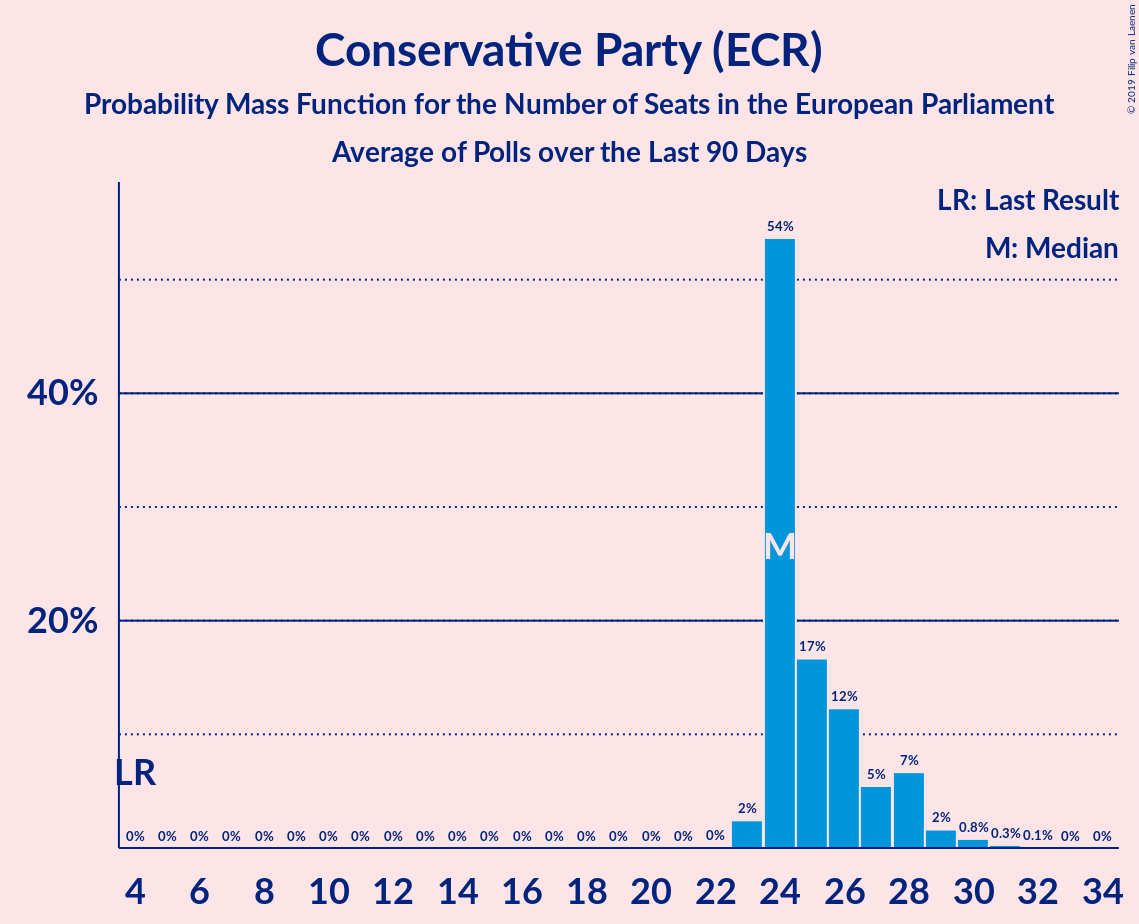 Conservative Party (ECR)
Probability Mass Function for the Number of Seats in the European Parliament
Average of Polls over the Last 90 Days
© 2019 Filip van Laenen
LR: Last Result
M: Median
40%
20%
LR
M
0% 0% 0% 0% 0% 0% 0% 0% 0% 0% 0% 0% 0% 0% 0% 0% 0% 0% 0% 2% 54% 17% 12% 5% 7% 2% 0.8% 0.3% 0.1% 0% 0%
4 6 8 10 12 14 16 18 20 22 24 26 28 30 32 34